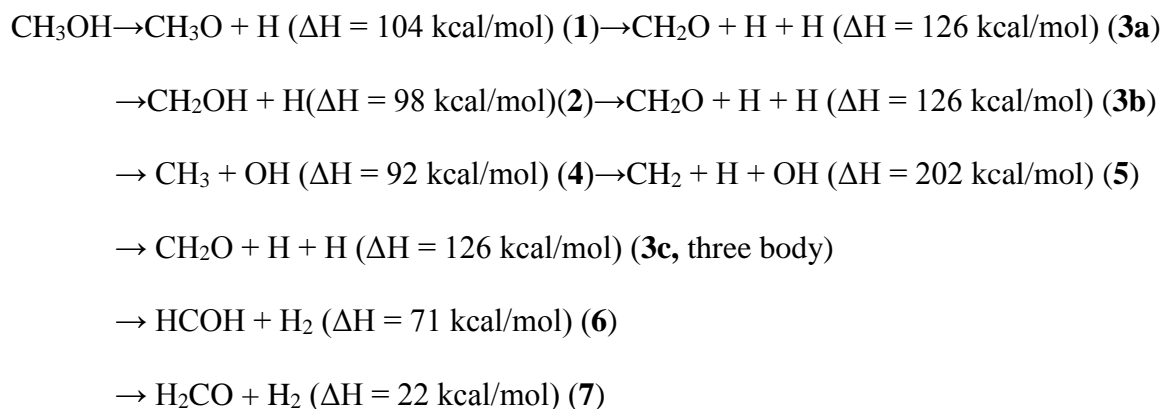 CH₃OH→CH₃O + H (ΔH = 104 kcal/mol) (1)→CH₂O + H + H (ΔH = 126 kcal/mol) (3a)
→CH₂OH + H(ΔH = 98 kcal/mol)(2)→CH₂O + H + H (ΔH = 126 kcal/mol) (3b)
→ CH₃ + OH (ΔH = 92 kcal/mol) (4)→CH₂ + H + OH (ΔH = 202 kcal/mol) (5)
→ CH₂O + H + H (ΔH = 126 kcal/mol) (3c, three body)
→ HCOH + H₂ (ΔH = 71 kcal/mol) (6)
→ H₂CO + H₂ (ΔH = 22 kcal/mol) (7)